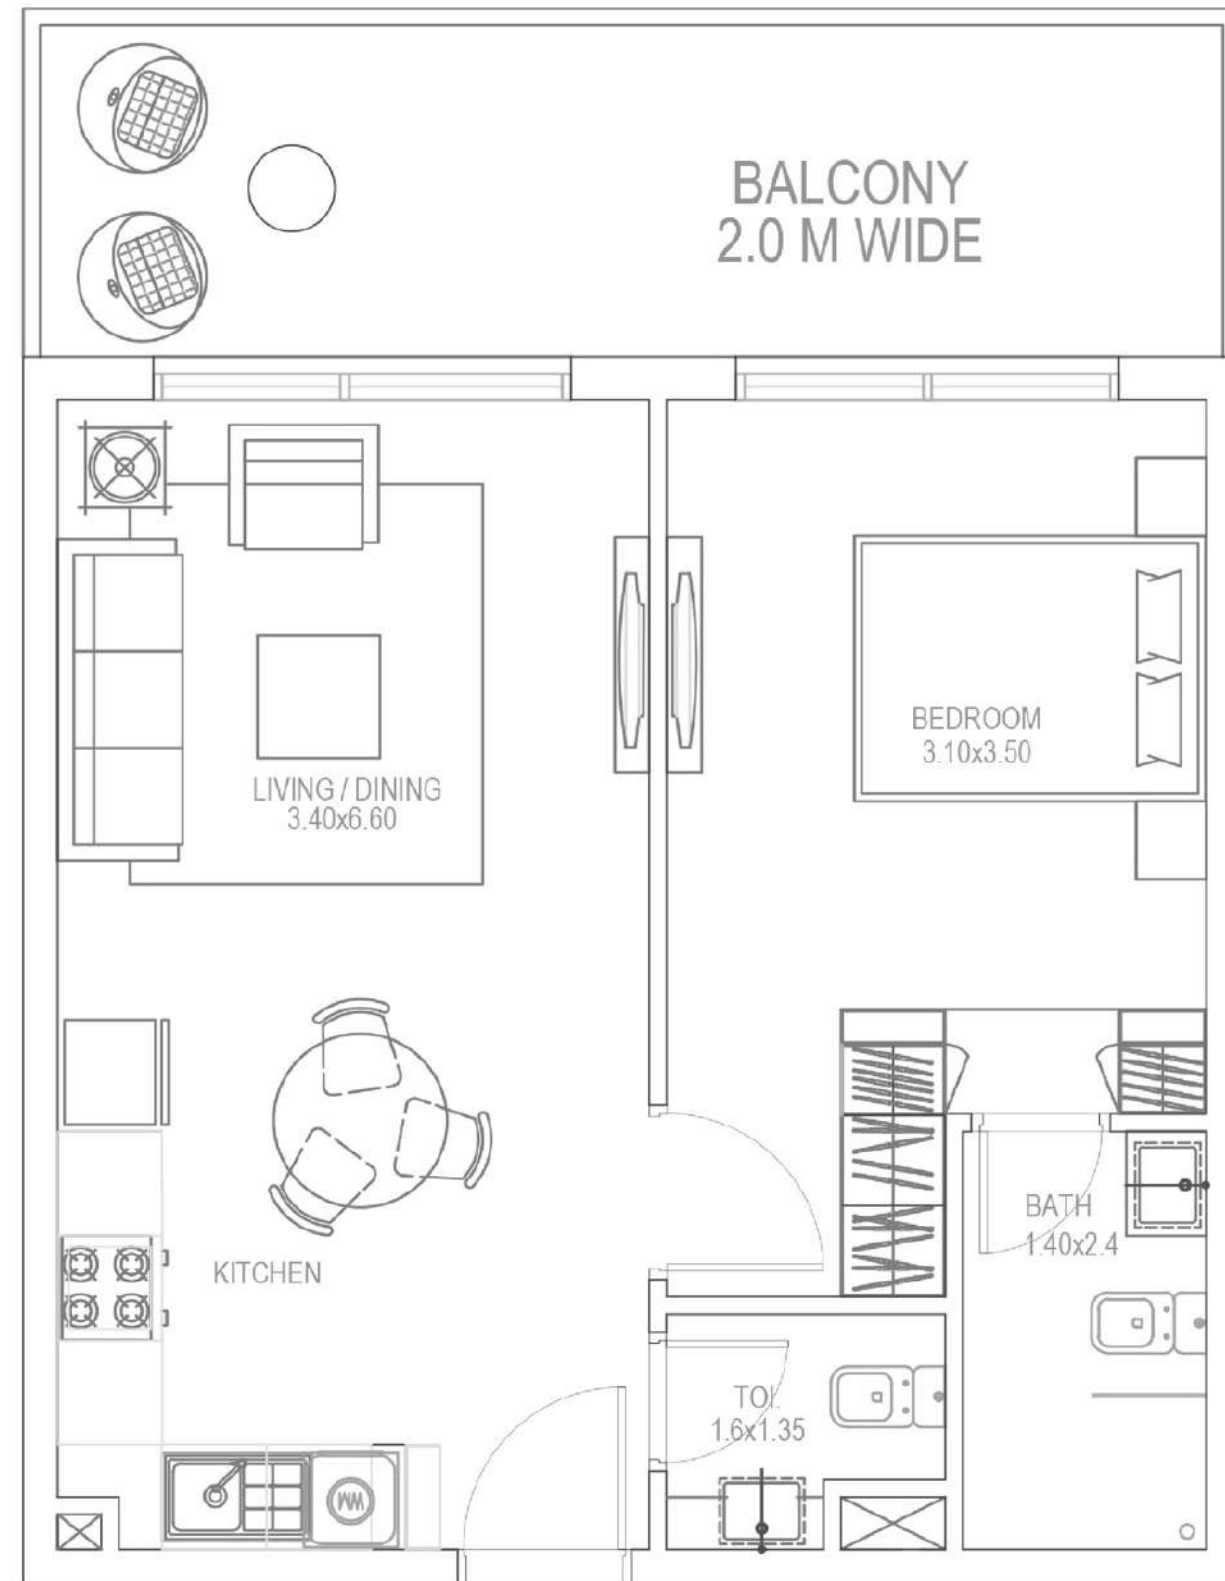 BALCONY
2.0 M WIDE
BEDROOM
3.10x3.50
LIVING / DINING
3.40x6.60
KITCHEN
BATH
1.40x2.4
TOI.
1.6x1.35
WM